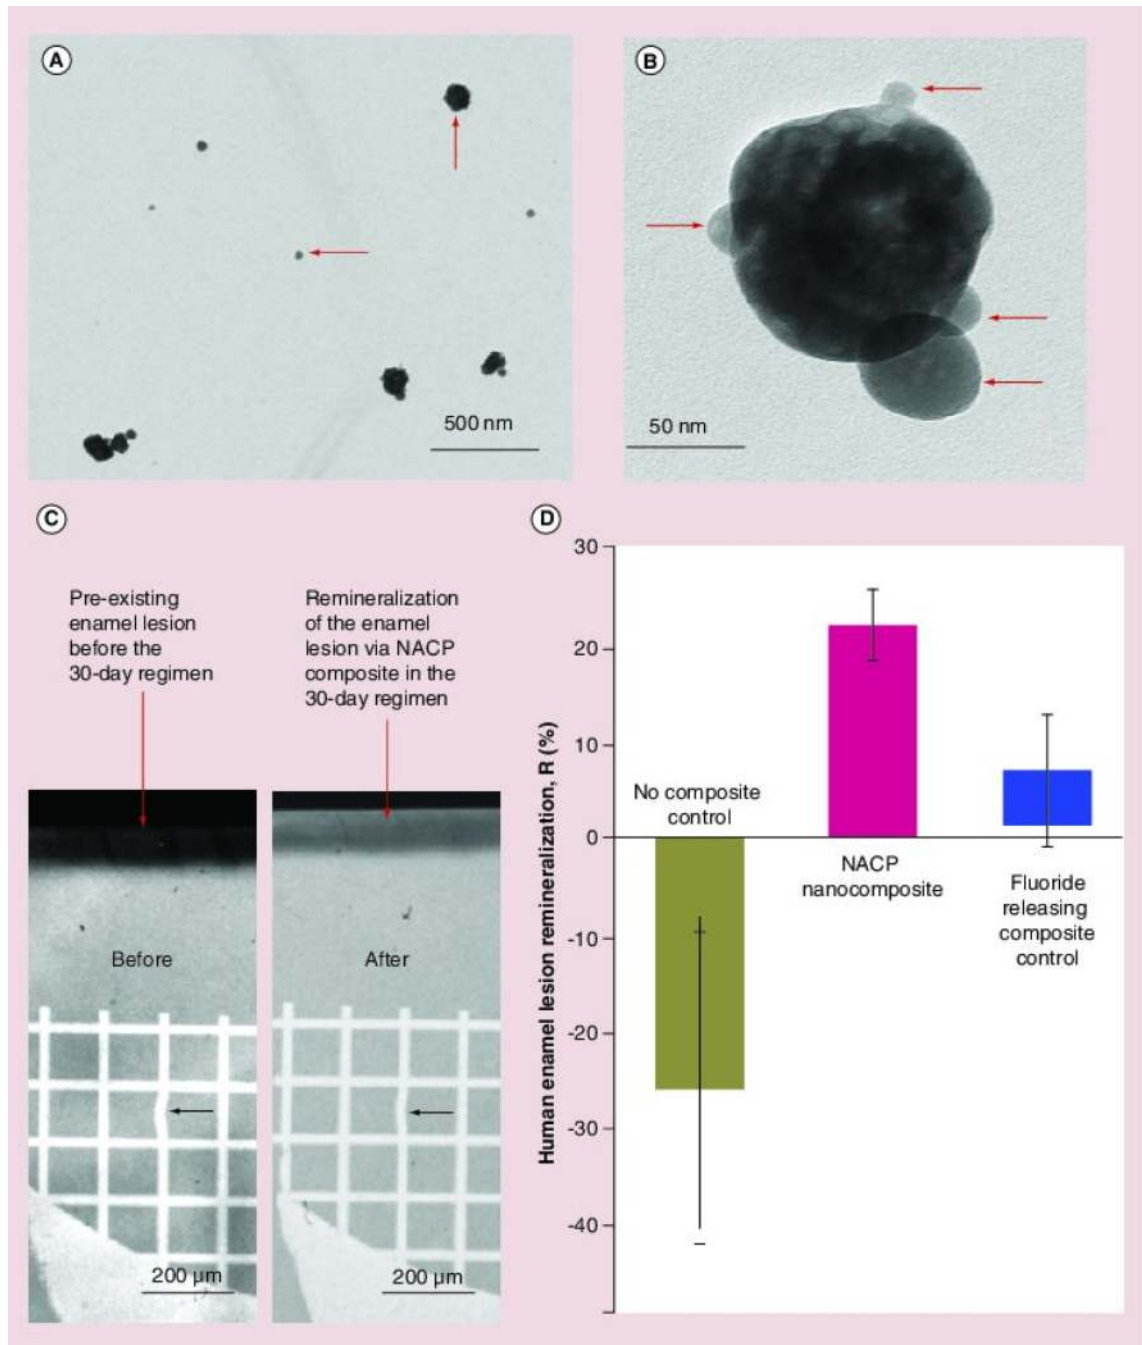 A
500 nm
B
50 nm
C
Pre-existing
enamel lesion
before the
30-day regimen
Remineralization
of the enamel
lesion via NACP
composite in the
30-day regimen
Before
After
200 µm
200 µm
D
Human enamel lesion remineralization, R (%)
30
20
10
0
-10
-20
-30
-40
No composite
control
NACP
nanocomposite
Fluoride
releasing
composite
control